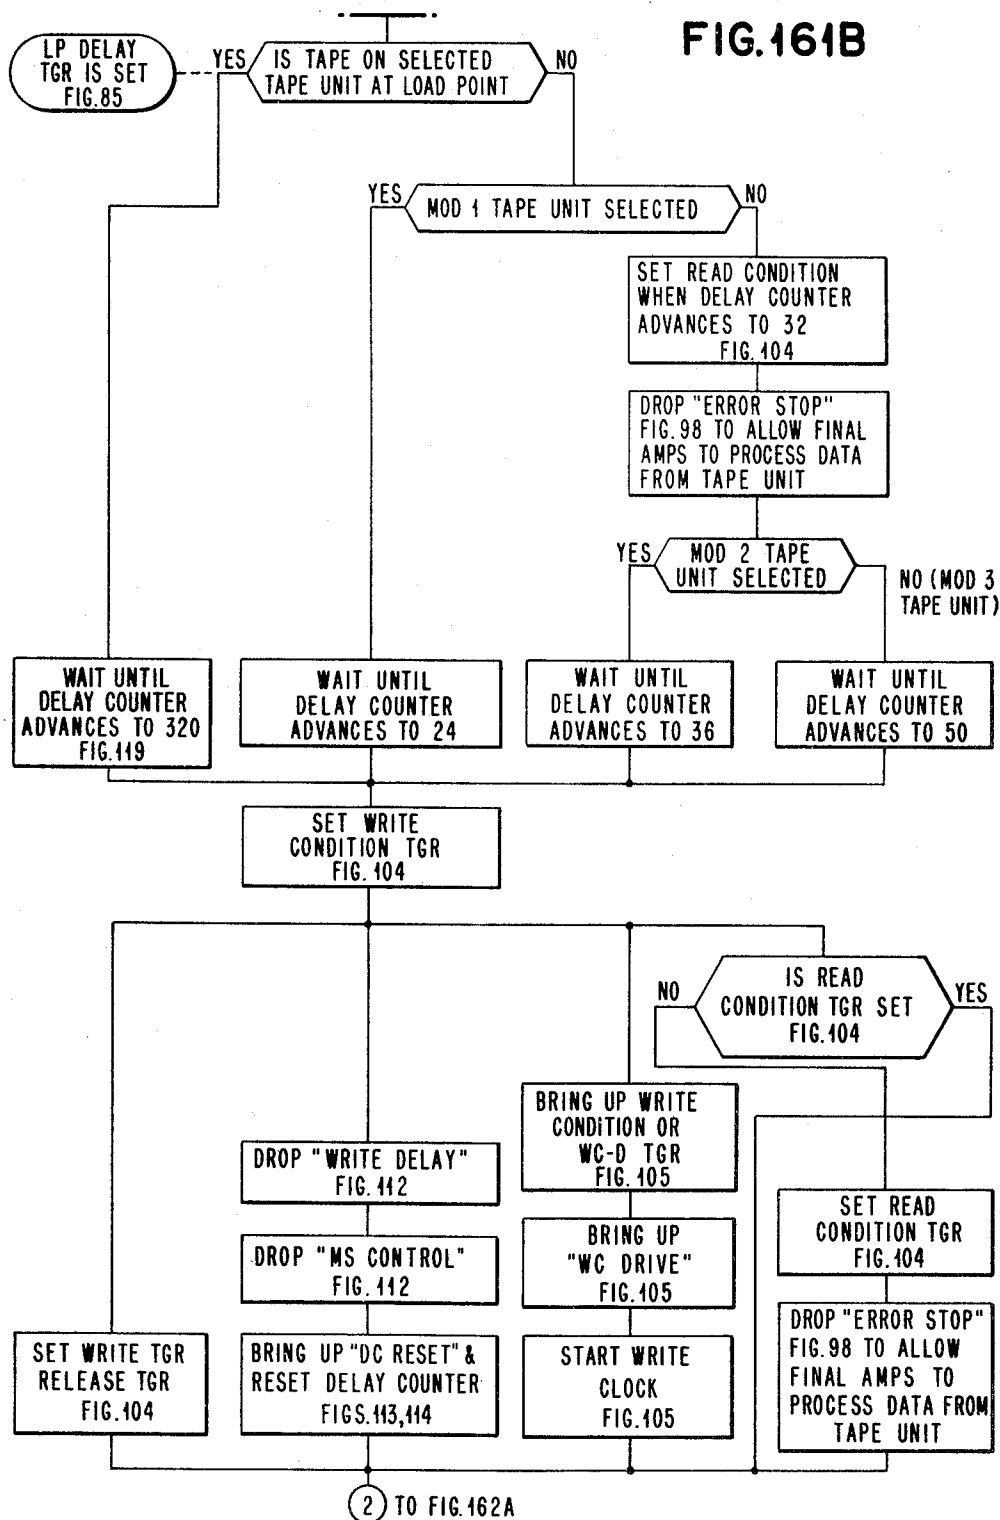 FIG.161B
LP DELAY
TGR IS SET
FIG.85
YES
IS TAPE ON SELECTED
TAPE UNIT AT LOAD POINT
NO
YES
MOD 1 TAPE UNIT SELECTED
NO
SET READ CONDITION
WHEN DELAY COUNTER
ADVANCES TO 32
FIG.104
DROP "ERROR STOP"
FIG.98 TO ALLOW FINAL
AMPS TO PROCESS DATA
FROM TAPE UNIT
YES
MOD 2 TAPE
UNIT SELECTED
NO (MOD 3
TAPE UNIT)
WAIT UNTIL
DELAY COUNTER
ADVANCES TO 320
FIG.119
WAIT UNTIL
DELAY COUNTER
ADVANCES TO 24
WAIT UNTIL
DELAY COUNTER
ADVANCES TO 36
WAIT UNTIL
DELAY COUNTER
ADVANCES TO 50
SET WRITE
CONDITION TGR
FIG.104
NO
IS READ
CONDITION TGR SET
FIG.104
YES
SET WRITE TGR
RELEASE TGR
FIG.104
DROP "WRITE DELAY"
FIG.112
DROP "MS CONTROL"
FIG.112
BRING UP "DC RESET" &
RESET DELAY COUNTER
FIGS.113,114
BRING UP WRITE
CONDITION OR
WC-D TGR
FIG.105
BRING UP
"WC DRIVE"
FIG.105
START WRITE
CLOCK
FIG.105
SET READ
CONDITION TGR
FIG.104
DROP "ERROR STOP"
FIG.98 TO ALLOW
FINAL AMPS TO
PROCESS DATA FROM
TAPE UNIT
2 TO FIG.162A